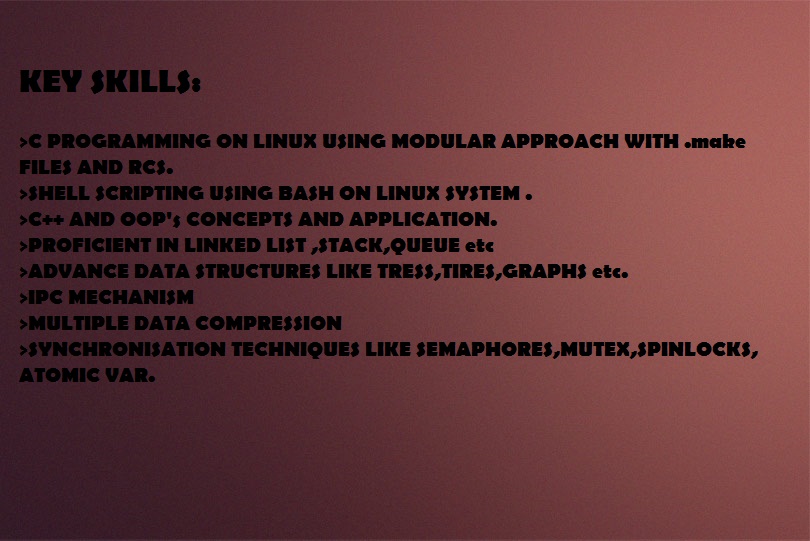 KEY SKILLS:
>C PROGRAMMING ON LINUX USING MODULAR APPROACH WITH .make
FILES AND RCS.
>SHELL SCRIPTING USING BASH ON LINUX SYSTEM .
>C++ AND OOP's CONCEPTS AND APPLICATION.
>PROFICIENT IN LINKED LIST ,STACK,QUEUE etc
>ADVANCE DATA STRUCTURES LIKE TRESS,TIRES,GRAPHS etc.
>IPC MECHANISM
>MULTIPLE DATA COMPRESSION
>SYNCHRONISATION TECHNIQUES LIKE SEMAPHORES,MUTEX,SPINLOCKS,
ATOMIC VAR.